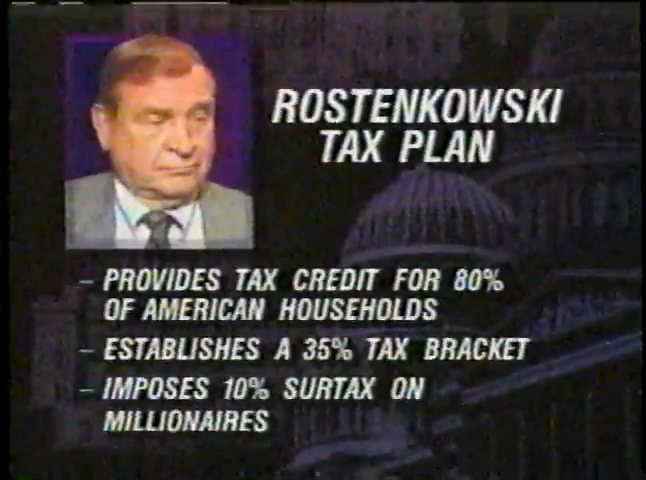 ROSTENKOWSKI
TAX PLAN
- PROVIDES TAX CREDIT FOR 80%
OF AMERICAN HOUSEHOLDS
- ESTABLISHES A 35% TAX BRACKET
- IMPOSES 10% SURTAX ON
MILLIONAIRES